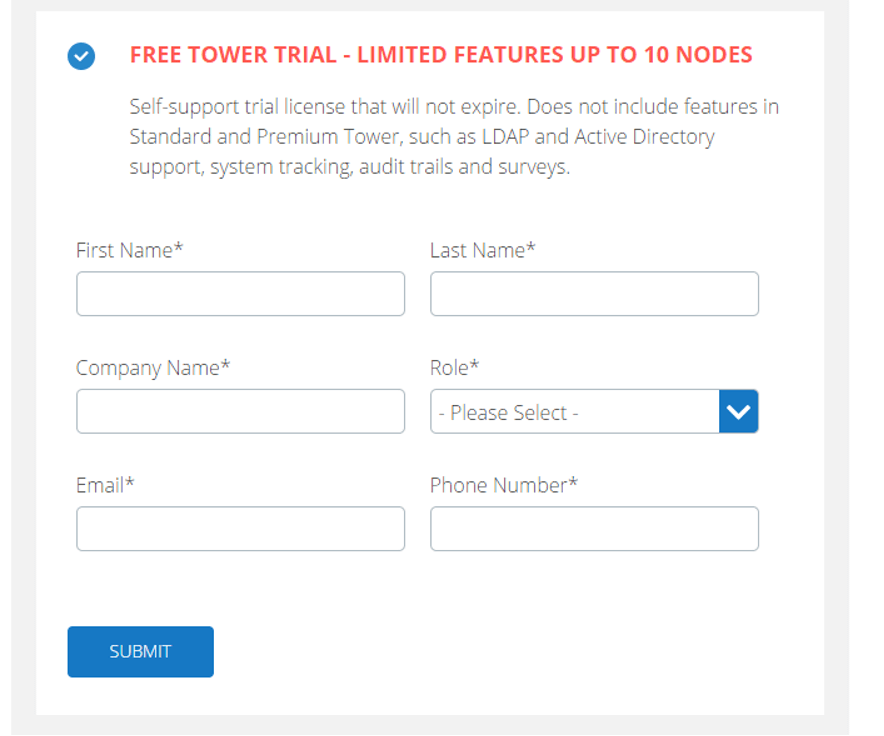 FREE TOWER TRIAL - LIMITED FEATURES UP TO 10 NODES
Self-support trial license that will not expire. Does not include features in
Standard and Premium Tower, such as LDAP and Active Directory
support, system tracking, audit trails and surveys.
First Name*
Last Name*
Company Name*
Role*
- Please Select -
Email*
Phone Number*
SUBMIT